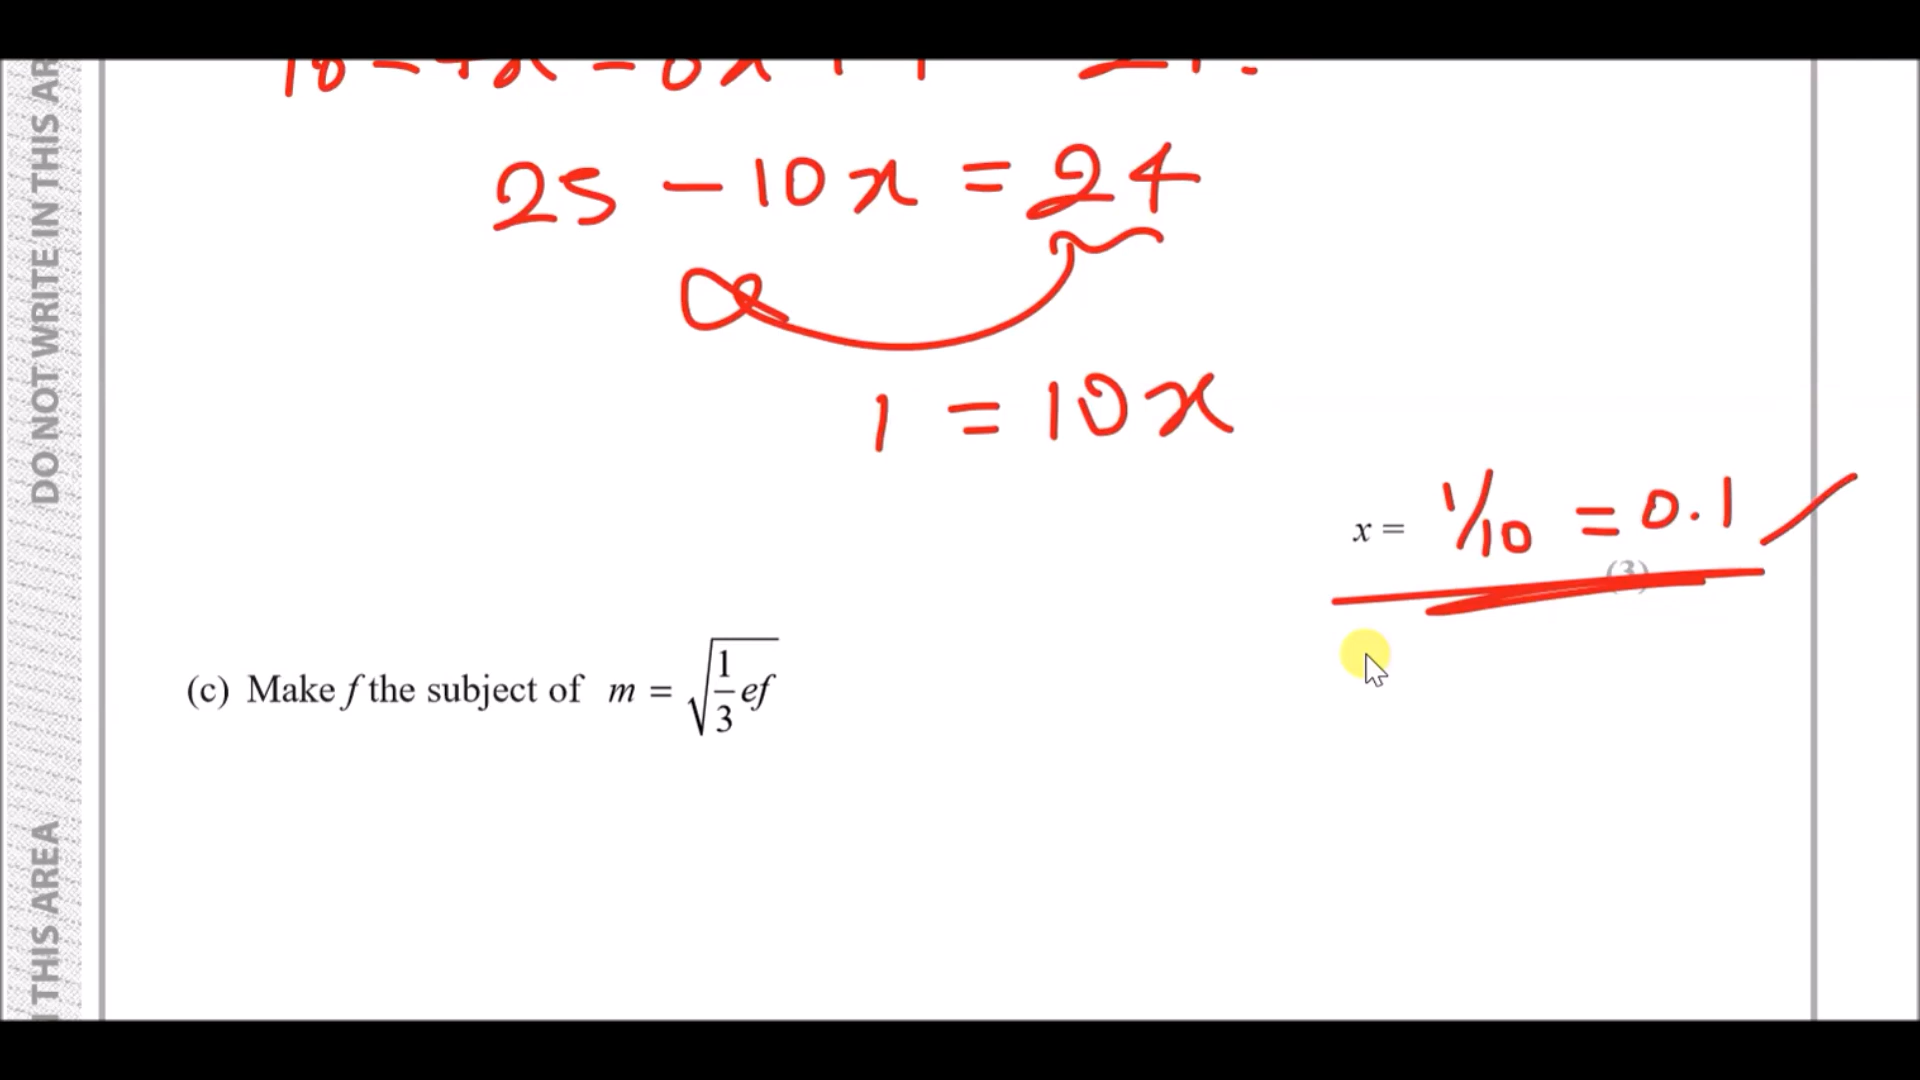 25 - 10x = 24
1 = 10x
x = 1/10 = 0.1
(3)
(c) Make f the subject of m = √(1/3 ef)
DO NOT WRITE IN THIS AR
THIS AREA